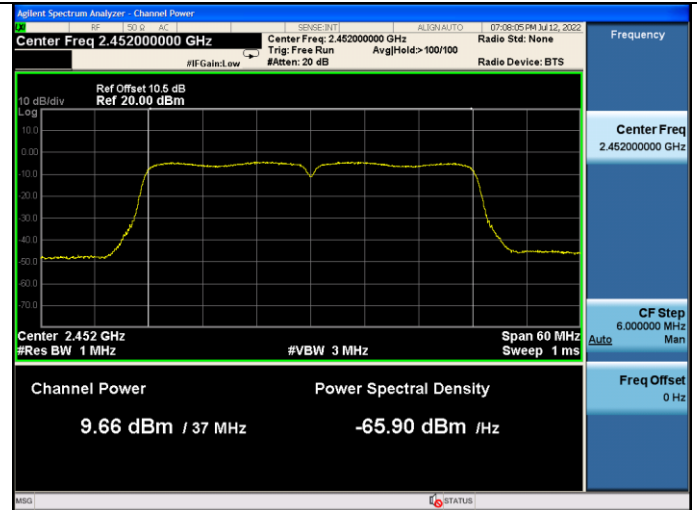 Agilent Spectrum Analyzer - Channel Power
RF 50 Ω AC SENSE:INT ALIGN AUTO 07:08:05 PM Jul 12, 2022
Center Freq 2.452000000 GHz
Center Freq: 2.452000000 GHz
Radio Std: None
Trig: Free Run Avg|Hold:>100/100
#IFGain:Low
#Atten: 20 dB
Radio Device: BTS
Ref Offset 10.5 dB
10 dB/div Ref 20.00 dBm
Log
10.0
0.00
-10.0
-20.0
-30.0
-40.0
-50.0
-60.0
-70.0
Center 2.452 GHz Span 60 MHz
#Res BW 1 MHz #VBW 3 MHz Sweep 1 ms
Channel Power Power Spectral Density
9.66 dBm / 37 MHz -65.90 dBm /Hz
MSG STATUS
Frequency
Center Freq
2.452000000 GHz
CF Step
6.000000 MHz
Auto Man
Freq Offset
0 Hz